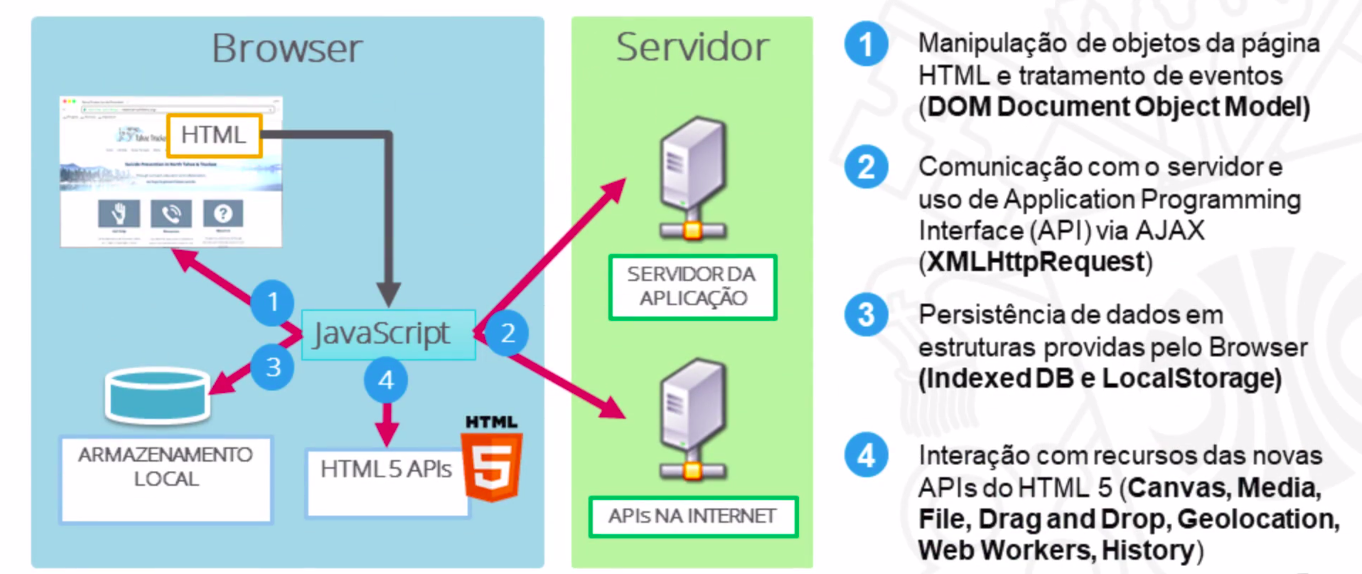 Browser
HTML
JavaScript
1
2
3
4
ARMAZENAMENTO
LOCAL
HTML 5 APIs
HTML
5
Servidor
SERVIDOR DA
APLICAÇÃO
APIs NA INTERNET
1
Manipulação de objetos da página
HTML e tratamento de eventos
(DOM Document Object Model)
2
Comunicação com o servidor e
uso de Application Programming
Interface (API) via AJAX
(XMLHttpRequest)
3
Persistência de dados em
estruturas providas pelo Browser
(Indexed DB e LocalStorage)
4
Interação com recursos das novas
APIs do HTML 5 (Canvas, Media,
File, Drag and Drop, Geolocation,
Web Workers, History)